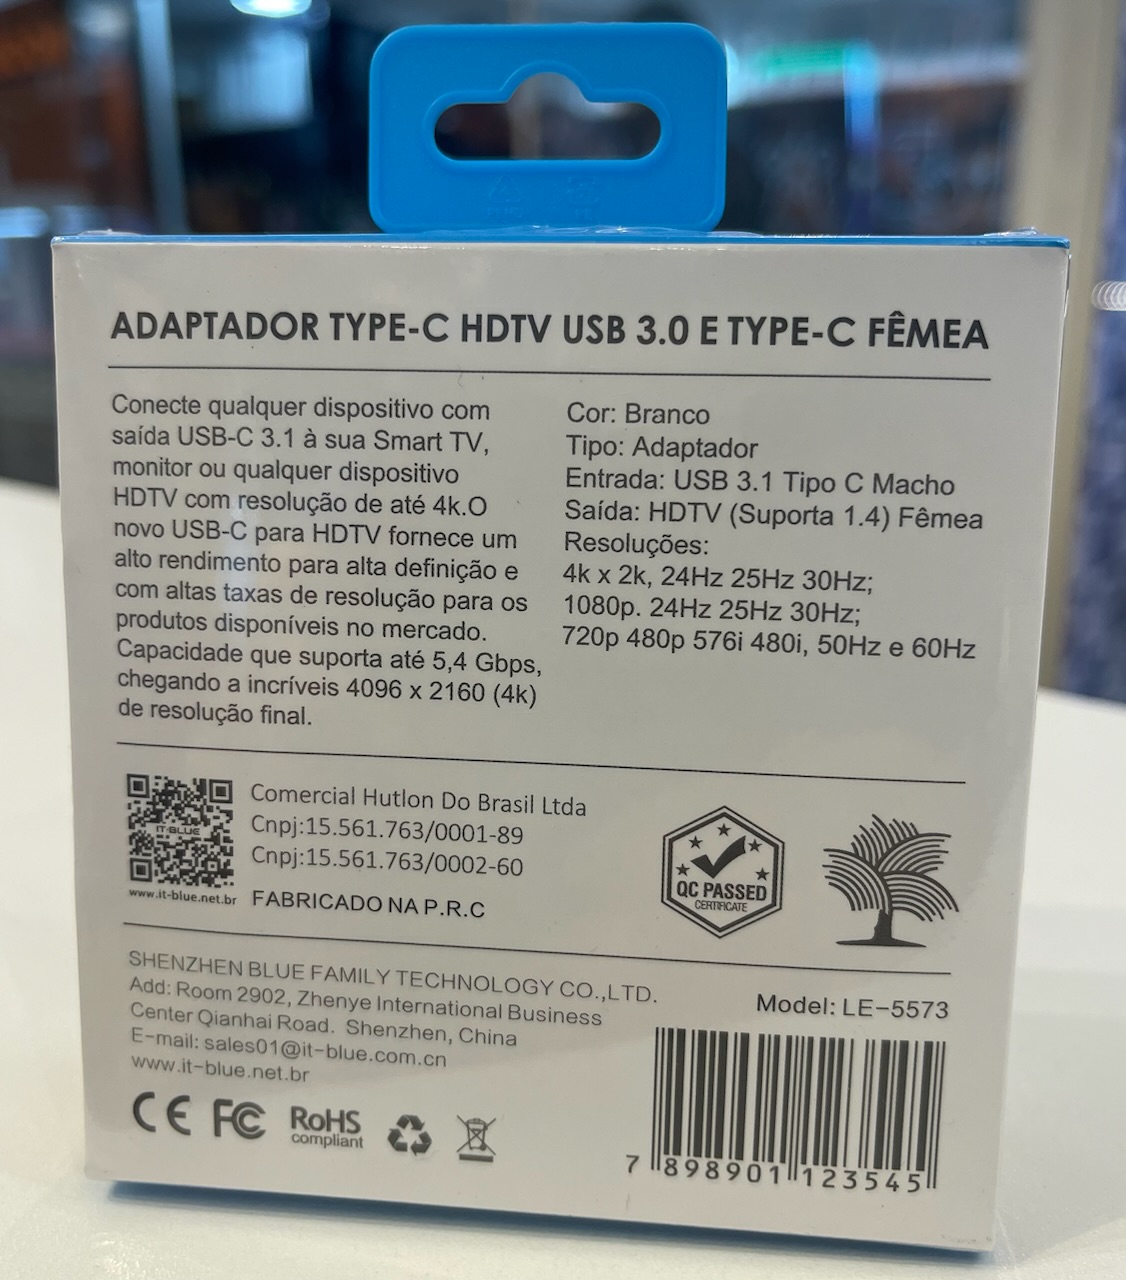 ADAPTADOR TYPE-C HDTV USB 3.0 E TYPE-C FÊMEA
Conecte qualquer dispositivo com
saída USB-C 3.1 à sua Smart TV,
monitor ou qualquer dispositivo
HDTV com resolução de até 4k.O
novo USB-C para HDTV fornece um
alto rendimento para alta definição e
com altas taxas de resolução para os
produtos disponíveis no mercado.
Capacidade que suporta até 5,4 Gbps,
chegando a incríveis 4096 x 2160 (4k)
de resolução final.
Cor: Branco
Tipo: Adaptador
Entrada: USB 3.1 Tipo C Macho
Saída: HDTV (Suporta 1.4) Fêmea
Resoluções:
4k x 2k, 24Hz 25Hz 30Hz;
1080p. 24Hz 25Hz 30Hz;
720p 480p 576i 480i, 50Hz e 60Hz
IT-BLUE
www.it-blue.net.br
Comercial Hutlon Do Brasil Ltda
Cnpj:15.561.763/0001-89
Cnpj:15.561.763/0002-60
FABRICADO NA P.R.C
QC PASSED
CERTIFICATE
SHENZHEN BLUE FAMILY TECHNOLOGY CO.,LTD.
Add: Room 2902, Zhenye International Business
Center Qianhai Road. Shenzhen, China
E-mail: sales01@it-blue.com.cn
www.it-blue.net.br
CE FC RoHS
compliant
Model: LE-5573
7 898901 123545